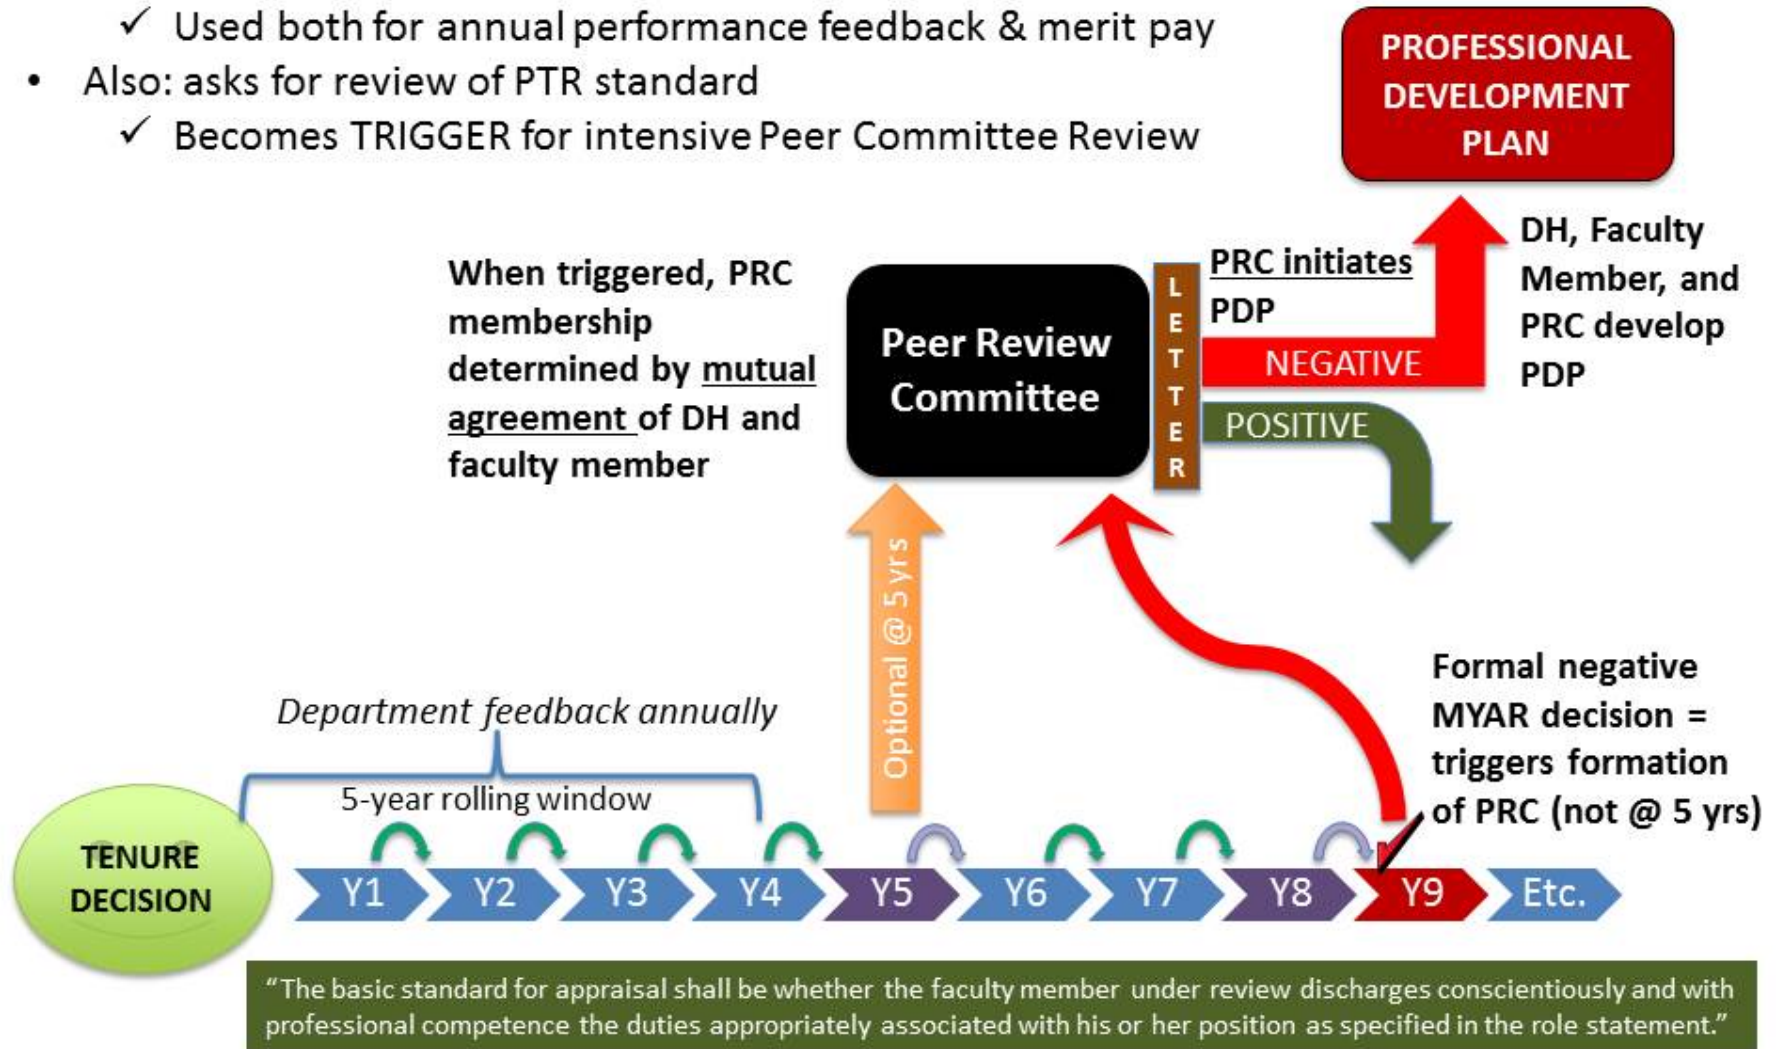 ✓ Used both for annual performance feedback & merit pay
• Also: asks for review of PTR standard
✓ Becomes TRIGGER for intensive Peer Committee Review
PROFESSIONAL
DEVELOPMENT
PLAN
When triggered, PRC
membership
determined by mutual
agreement of DH and
faculty member
Peer Review
Committee
LETTER
PRC initiates
PDP
NEGATIVE
POSITIVE
DH, Faculty
Member, and
PRC develop
PDP
Optional @ 5 yrs
Formal negative
MYAR decision =
triggers formation
of PRC (not @ 5 yrs)
Department feedback annually
5-year rolling window
TENURE
DECISION
Y1 Y2 Y3 Y4 Y5 Y6 Y7 Y8 Y9 Etc.
“The basic standard for appraisal shall be whether the faculty member under review discharges conscientiously and with
professional competence the duties appropriately associated with his or her position as specified in the role statement.”